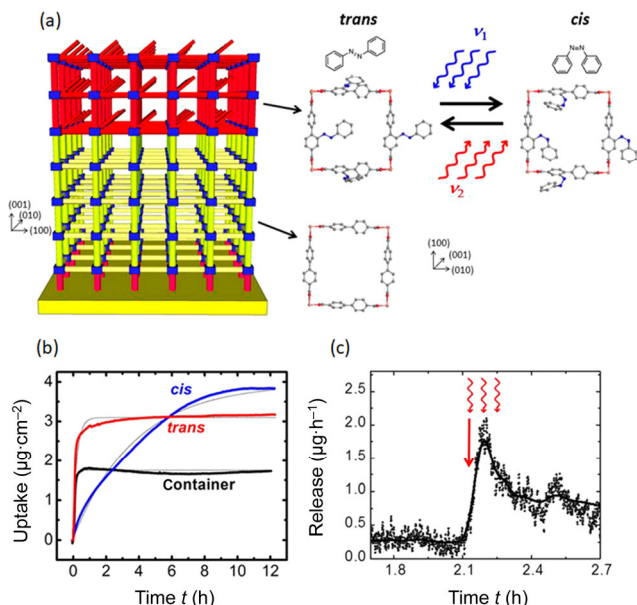 (a)
trans
cis
N
N
N=N
ν1
ν2
(001)
(010)
(100)
(100)
(001)
(010)
(b)
Uptake (µg·cm⁻²)
4
3
2
1
0
cis
trans
Container
0 2 4 6 8 10 12
Time t (h)
(c)
Release (µg·h⁻¹)
2.5
2.0
1.5
1.0
0.5
0.0
1.8 2.1 2.4 2.7
Time t (h)